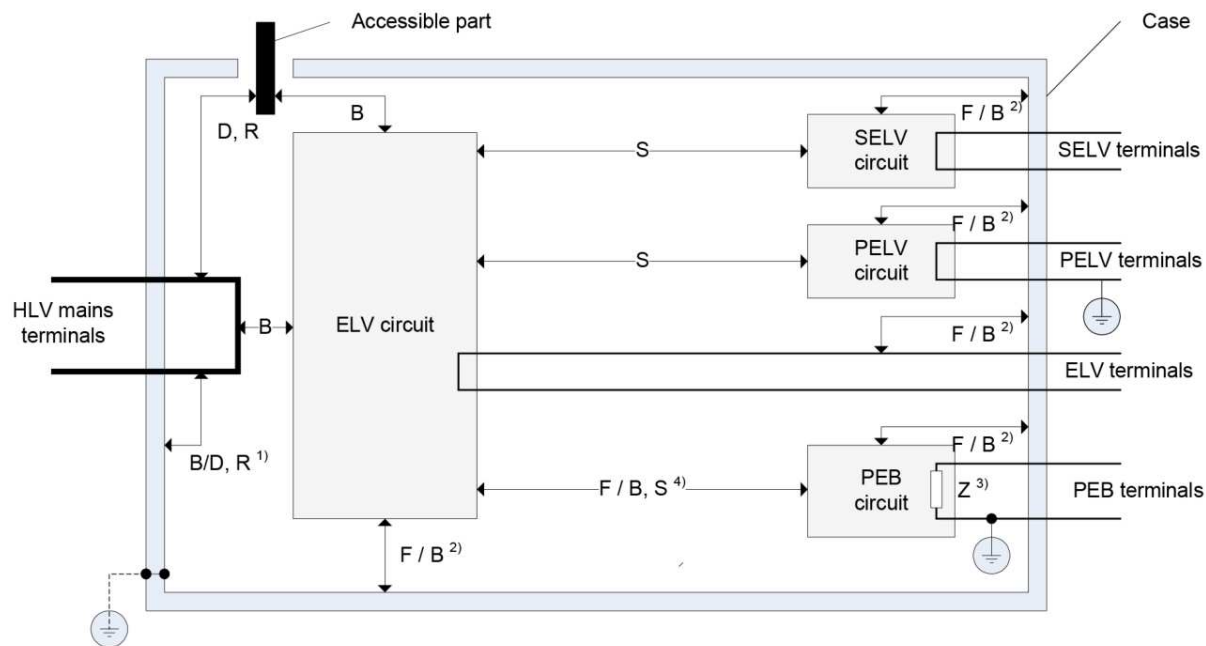 Accessible part
Case
D, R
B
F / B 2)
SELV
circuit
SELV terminals
S
F / B 2)
PELV
circuit
PELV terminals
S
HLV mains
terminals
B
ELV circuit
F / B 2)
ELV terminals
B/D, R 1)
F / B 2)
F / B, S 4)
PEB
circuit
Z 3)
PEB terminals
F / B 2)